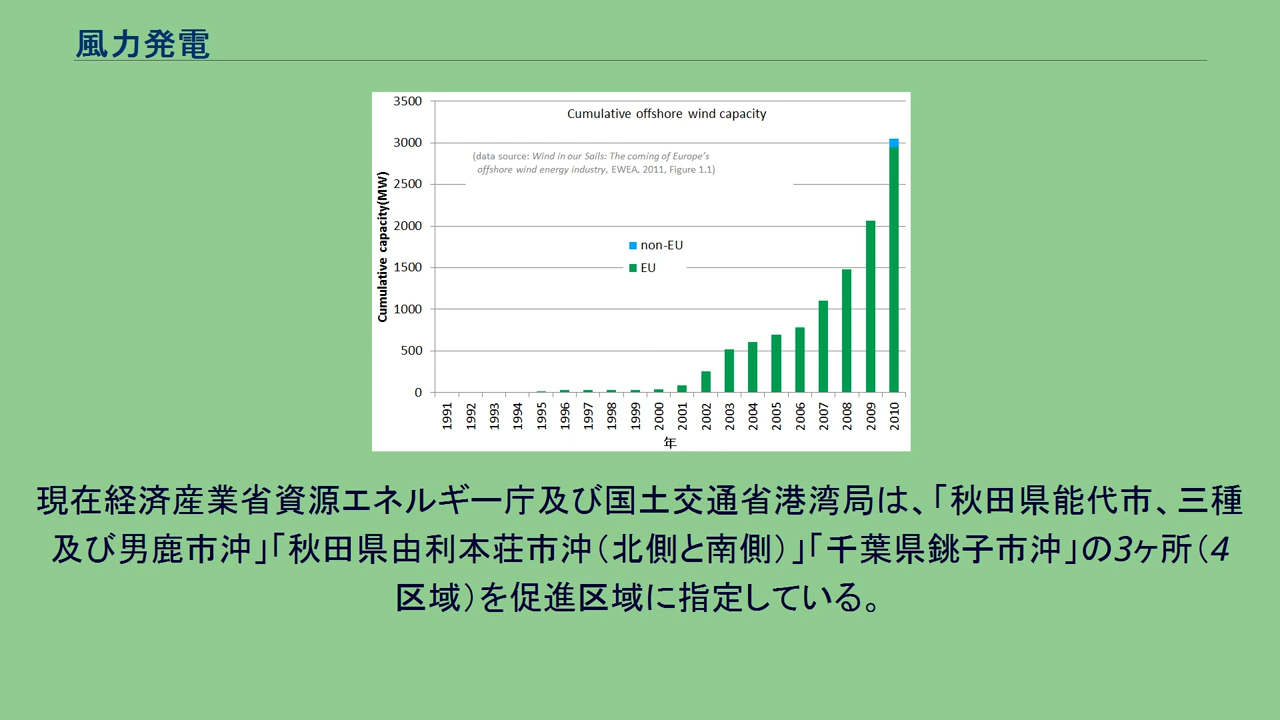 風力発電
Cumulative offshore wind capacity
(data source: Wind in our Sails: The coming of Europe's
offshore wind energy industry, EWEA, 2011, Figure 1.1)
Cumulative capacity(MW)
3500
3000
2500
2000
1500
1000
500
0
non-EU
EU
1991
1992
1993
1994
1995
1996
1997
1998
1999
2000
2001
2002
2003
2004
2005
2006
2007
2008
2009
2010
年
現在経済産業省資源エネルギー庁及び国土交通省港湾局は、「秋田県能代市、三種
及び男鹿市沖」「秋田県由利本荘市沖（北側と南側）」「千葉県銚子市沖」の3ヶ所（4
区域）を促進区域に指定している。